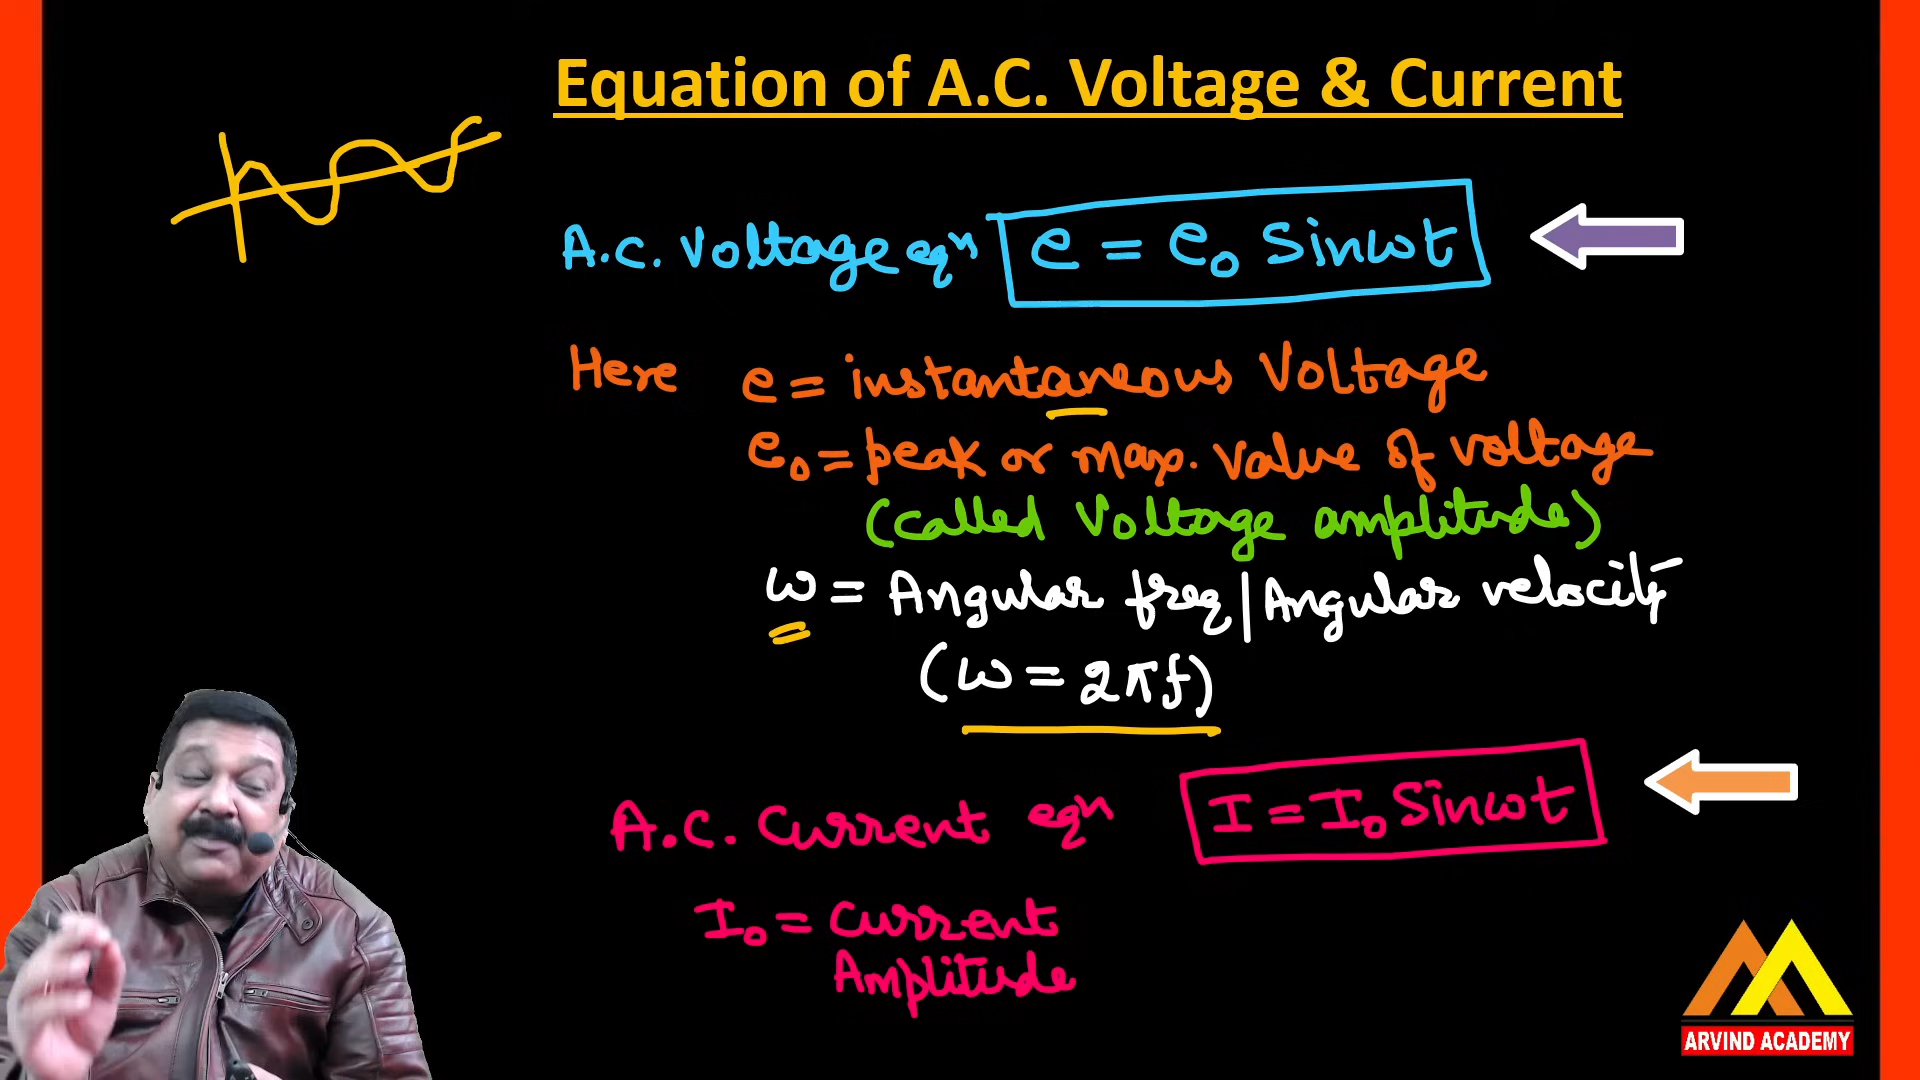 Equation of A.C. Voltage & Current
A.C. Voltage eqn e = e₀ Sinωt
Here e = instantaneous Voltage
e₀ = peak or max. value of voltage
(called Voltage amplitude)
ω = Angular freq | Angular velocity
(ω = 2πf)
A.C. Current eqn I = I₀ Sinωt
I₀ = Current
Amplitude
ARVIND ACADEMY